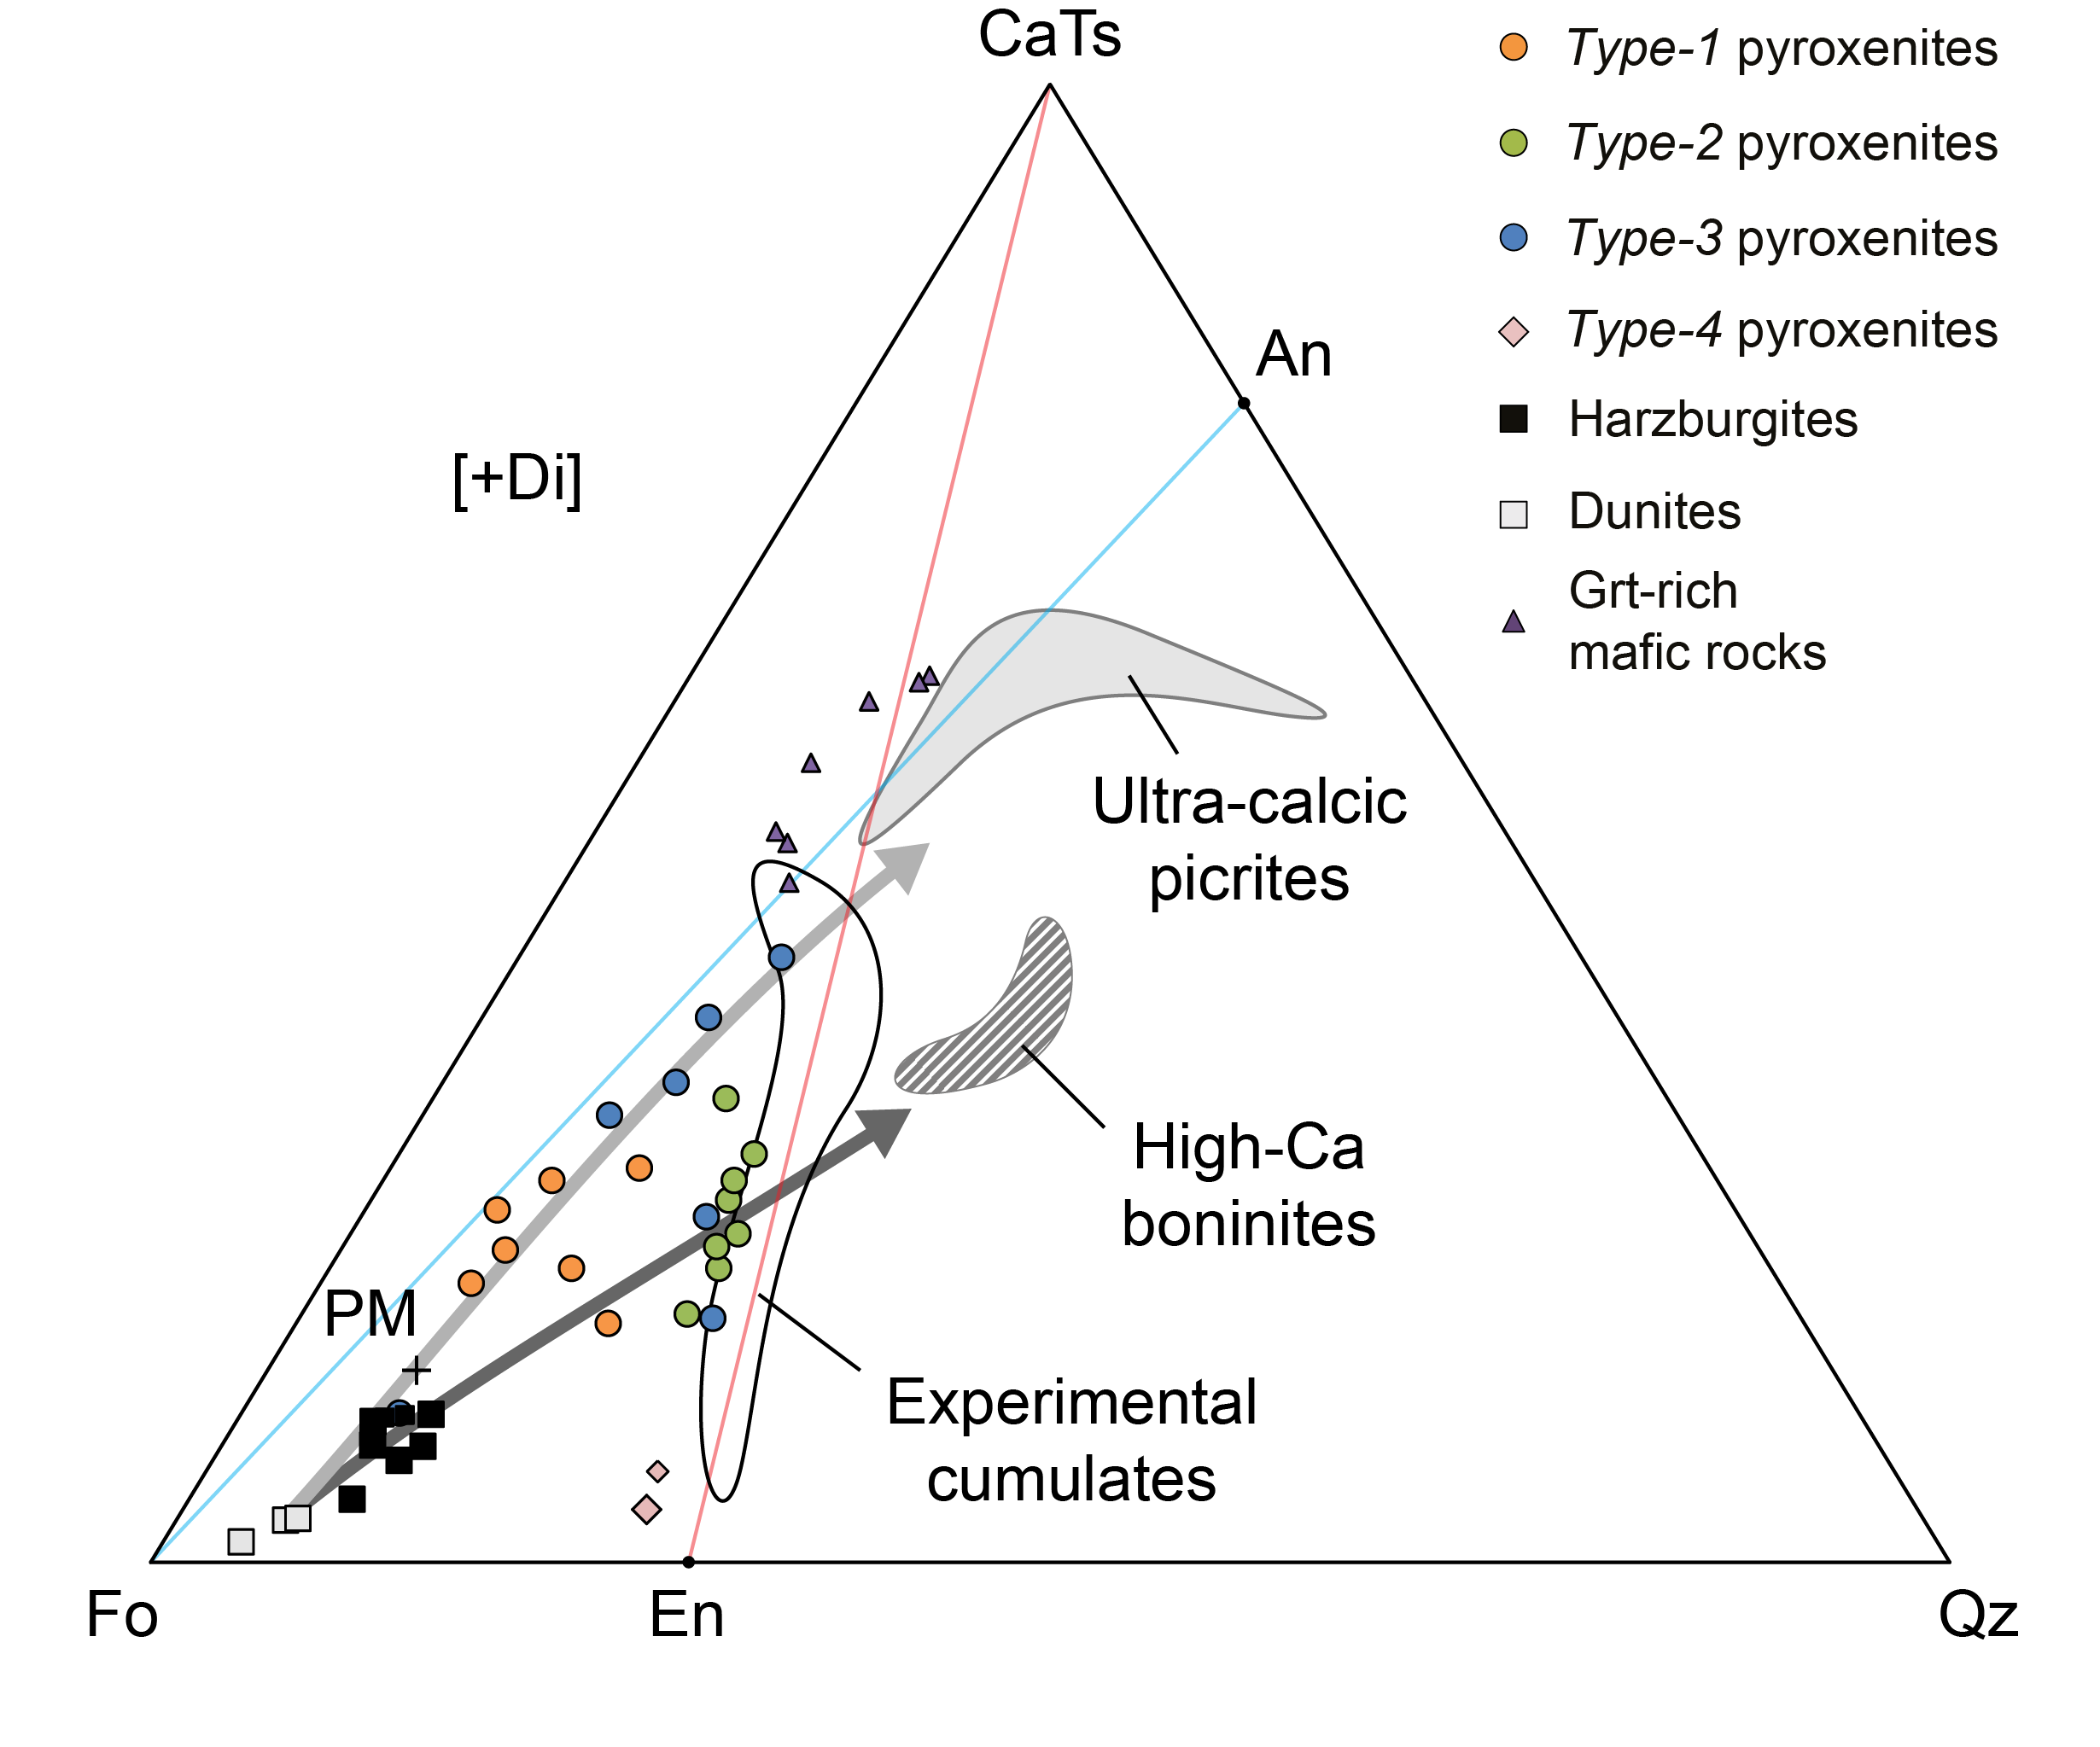 CaTs
Type-1 pyroxenites
Type-2 pyroxenites
Type-3 pyroxenites
Type-4 pyroxenites
Harzburgites
Dunites
Grt-rich
mafic rocks
An
[+Di]
Ultra-calcic
picrites
High-Ca
boninites
PM
Experimental
cumulates
Fo
En
Qz